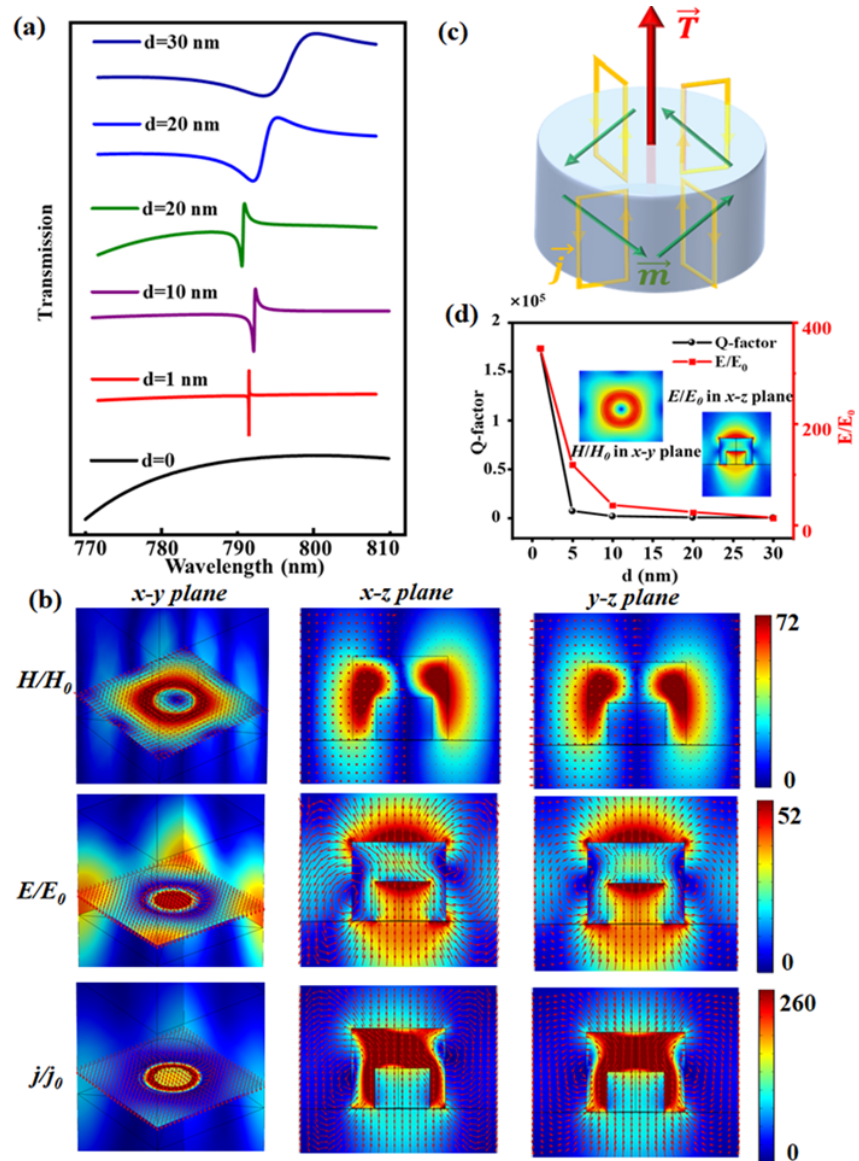 (a)
d=30 nm
d=20 nm
d=20 nm
d=10 nm
d=1 nm
d=0
Transmission
770 780 790 800 810
Wavelength (nm)
(c)
T
j
m
(d)
×10⁵
2
1.5
1
0.5
0
Q-factor
Q-factor
E/E₀
E/E₀ in x-z plane
H/H₀ in x-y plane
400
200
0
E/E₀
0 5 10 15 20 25 30
d (nm)
(b)
x-y plane x-z plane y-z plane
H/H₀
72
0
E/E₀
52
0
j/j₀
260
0